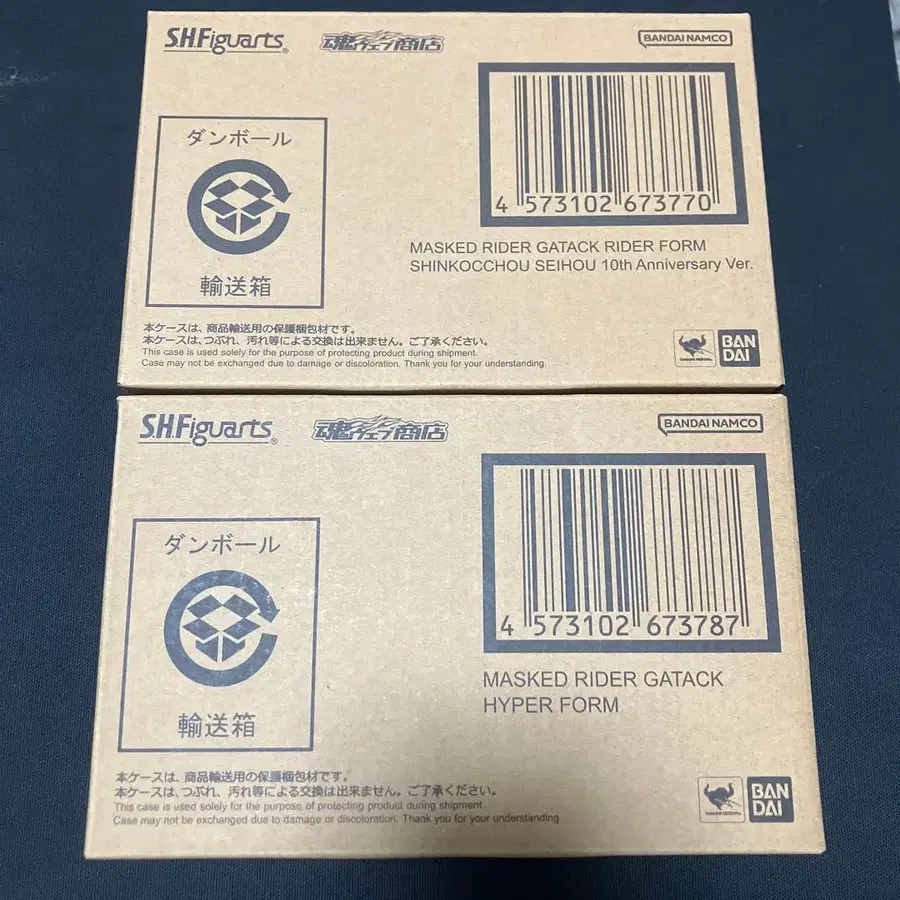 S.H.Figuarts®
魂ウェブ商店
BANDAI NAMCO
ダンボール
輸送箱
4 573102 673770
MASKED RIDER GATACK RIDER FORM
SHINKOCCHOU SEIHOU 10th Anniversary Ver.
本ケースは、商品輸送用の保護梱包材です。
本ケースは、つぶれ、汚れ等による交換は出来ません。ご了承ください。
This case is used solely for the purpose of protecting product during shipment.
Case may not be exchanged due to damage or discoloration. Thank you for your understanding.
BAN
DAI
S.H.Figuarts®
魂ウェブ商店
BANDAI NAMCO
ダンボール
輸送箱
4 573102 673787
MASKED RIDER GATACK
HYPER FORM
本ケースは、商品輸送用の保護梱包材です。
本ケースは、つぶれ、汚れ等による交換は出来ません。ご了承ください。
This case is used solely for the purpose of protecting product during shipment.
Case may not be exchanged due to damage or discoloration. Thank you for your understanding.
BAN
DAI